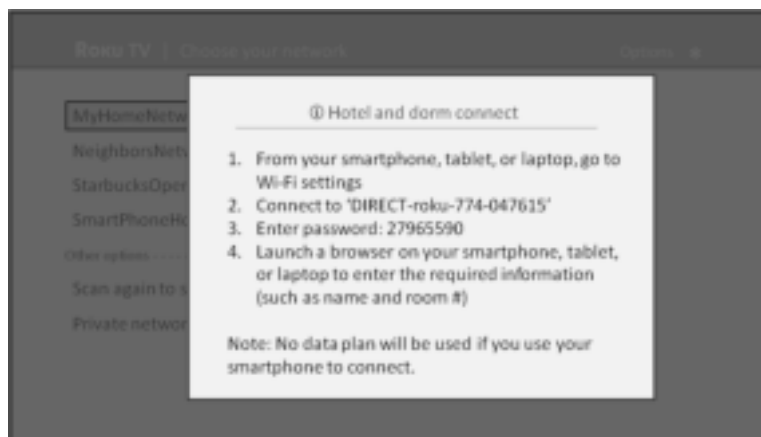 ROKU TV | Choose your network
Options
ⓘ Hotel and dorm connect
MyHomeNetw
1. From your smartphone, tablet, or laptop, go to
Wi-Fi settings
NeighborsNetw
StarbucksOper
2. Connect to 'DIRECT-roku-774-047615'
SmartPhoneHo
3. Enter password: 27965590
4. Launch a browser on your smartphone, tablet,
or laptop to enter the required information
(such as name and room #)
Other options
Scan again to s
Private networ
Note: No data plan will be used if you use your
smartphone to connect.